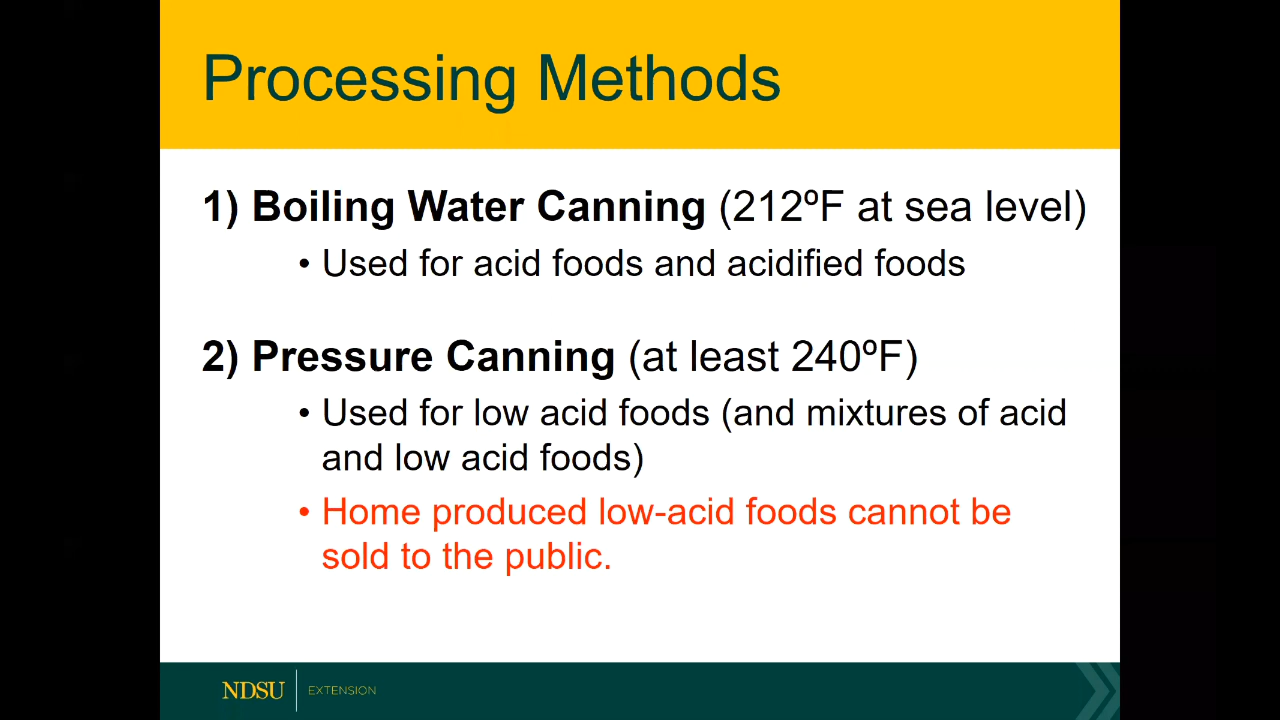 Processing Methods
1) Boiling Water Canning (212ºF at sea level)
• Used for acid foods and acidified foods
2) Pressure Canning (at least 240ºF)
• Used for low acid foods (and mixtures of acid
and low acid foods)
• Home produced low-acid foods cannot be
sold to the public.
NDSU EXTENSION